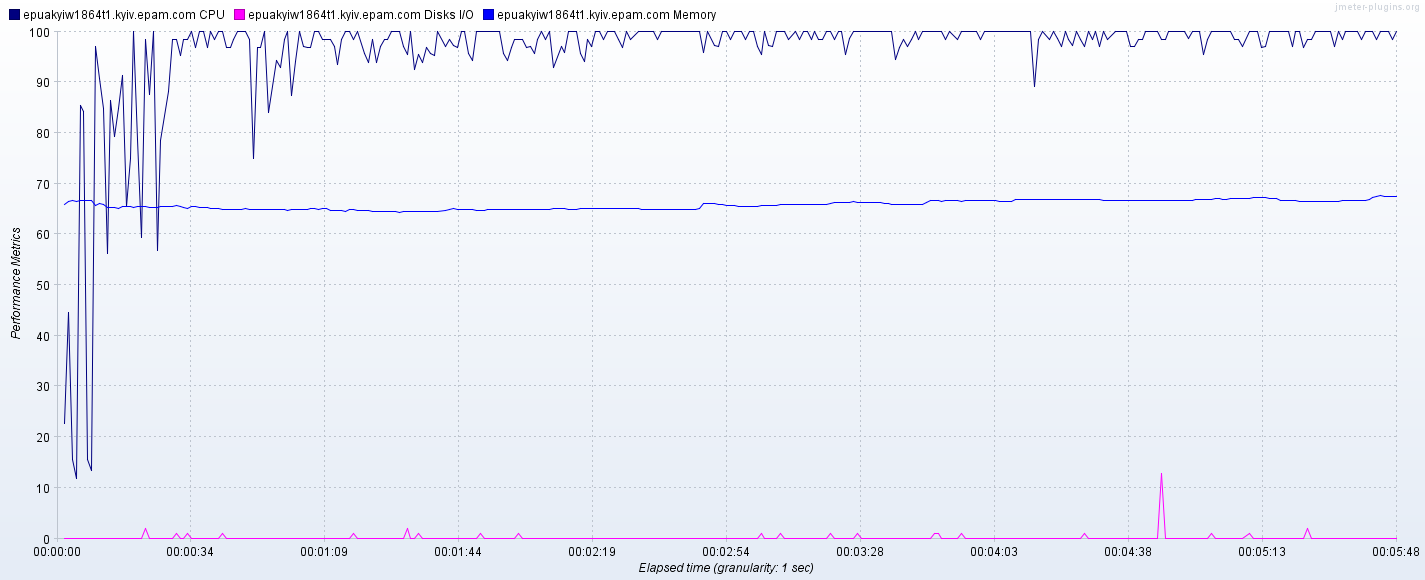 epuakyiw1864t1.kyiv.epam.com CPU epuakyiw1864t1.kyiv.epam.com Disks I/O epuakyiw1864t1.kyiv.epam.com Memory
jmeter-plugins.org
100
90
80
70
60
50
40
30
20
10
0
Performance Metrics
00:00:00 00:00:34 00:01:09 00:01:44 00:02:19 00:02:54 00:03:28 00:04:03 00:04:38 00:05:13 00:05:48
Elapsed time (granularity: 1 sec)